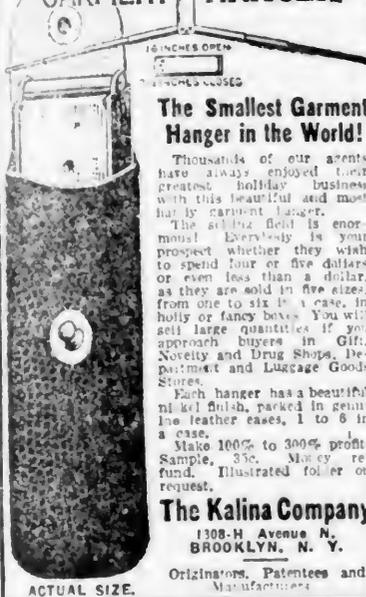 GARMENT HANGERS
16 INCHES OPEN
INCHES CLOSED
The Smallest Garment
Hanger in the World!
Thousands of our agents
have always enjoyed their
greatest holiday business
with this beautiful and most
handy garment hanger.
The selling field is enor-
mous! Everybody is your
prospect whether they wish
to spend four or five dollars
or even less than a dollar,
as they are sold in five sizes,
from one to six in a case, in
holly or fancy boxes. You will
sell large quantities if you
approach buyers in Gift,
Novelty and Drug Shops, De-
partment and Luggage Goods
Stores.
Each hanger has a beautiful
nickel finish, packed in genu-
ine leather cases, 1 to 6 in
a case.
Make 100% to 300% profit.
Sample, 35c. Money re-
fund. Illustrated folder on
request.
The Kalina Company
1308-H Avenue N,
BROOKLYN, N. Y.
Originators, Patentees and
Manufacturers
ACTUAL SIZE.